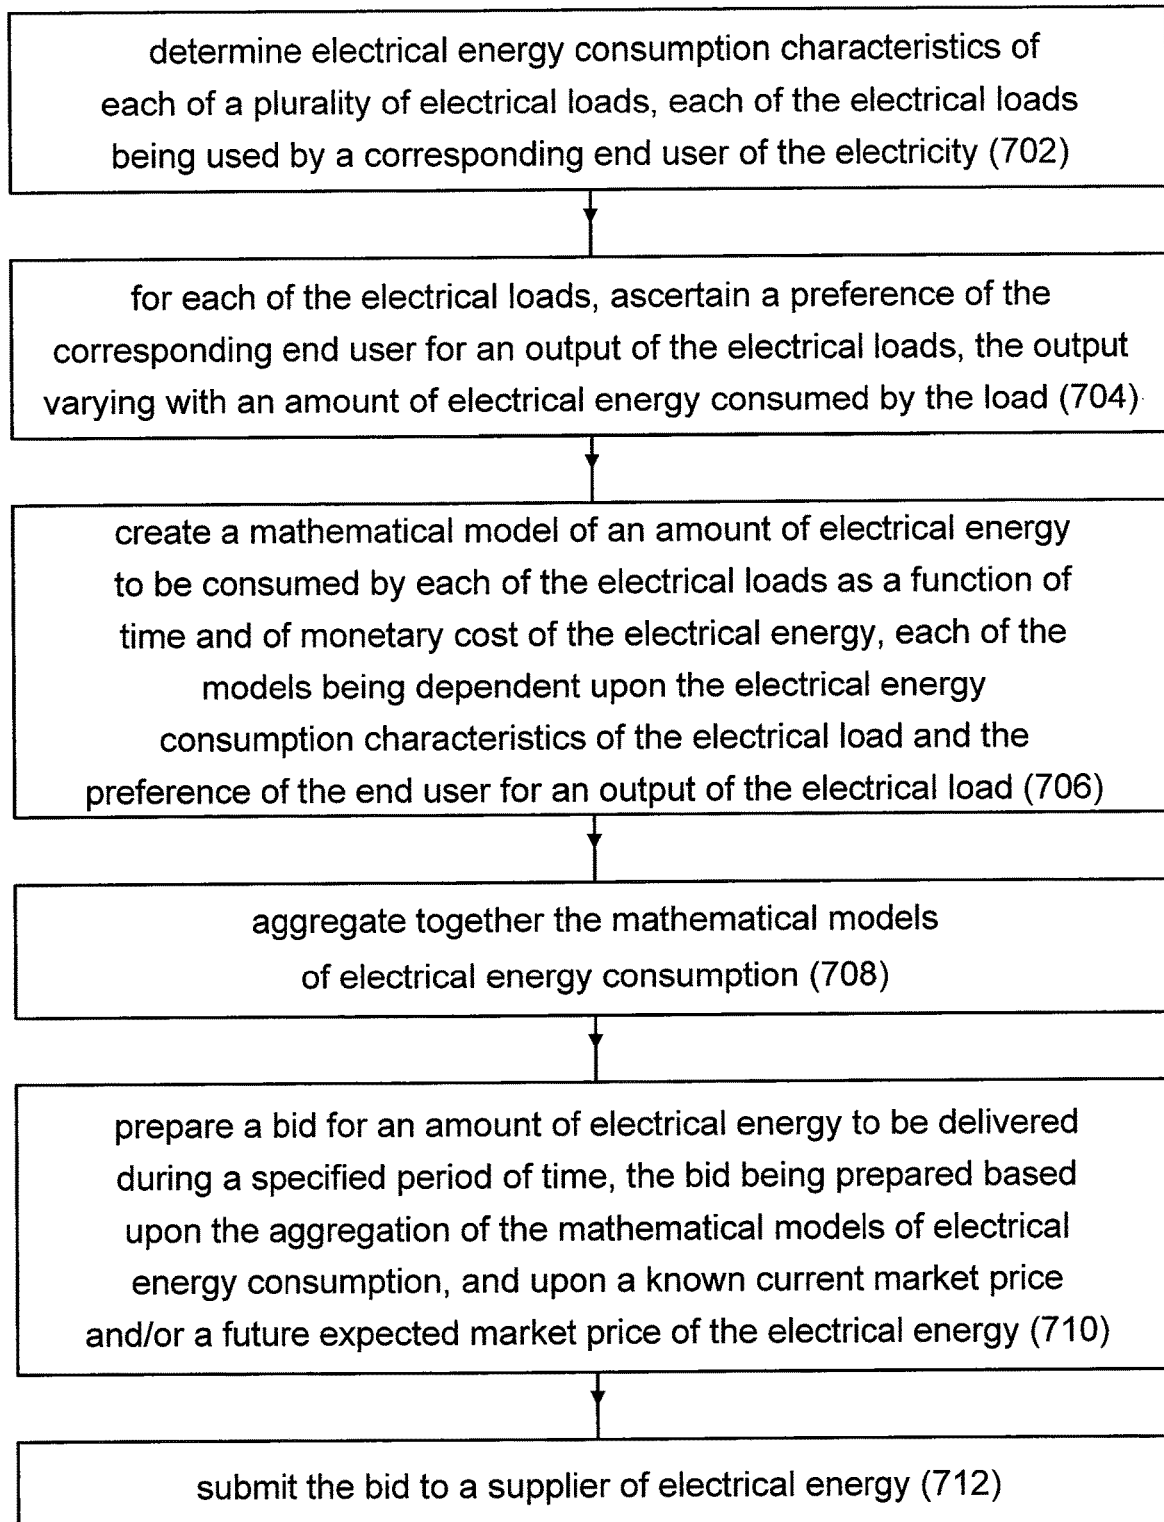 determine electrical energy consumption characteristics of
each of a plurality of electrical loads, each of the electrical loads
being used by a corresponding end user of the electricity (702)
for each of the electrical loads, ascertain a preference of the
corresponding end user for an output of the electrical loads, the output
varying with an amount of electrical energy consumed by the load (704)
create a mathematical model of an amount of electrical energy
to be consumed by each of the electrical loads as a function of
time and of monetary cost of the electrical energy, each of the
models being dependent upon the electrical energy
consumption characteristics of the electrical load and the
preference of the end user for an output of the electrical load (706)
aggregate together the mathematical models
of electrical energy consumption (708)
prepare a bid for an amount of electrical energy to be delivered
during a specified period of time, the bid being prepared based
upon the aggregation of the mathematical models of electrical
energy consumption, and upon a known current market price
and/or a future expected market price of the electrical energy (710)
submit the bid to a supplier of electrical energy (712)